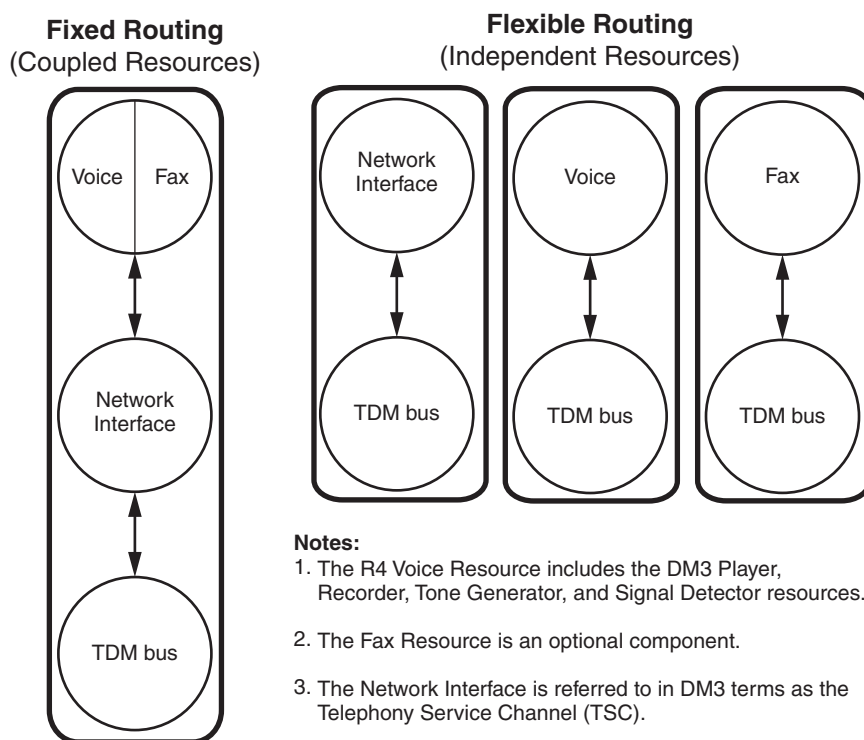 Fixed Routing
(Coupled Resources)
Voice
Fax
Network
Interface
TDM bus
Flexible Routing
(Independent Resources)
Network
Interface
TDM bus
Voice
TDM bus
Fax
TDM bus
Notes:
1. The R4 Voice Resource includes the DM3 Player,
Recorder, Tone Generator, and Signal Detector resources.
2. The Fax Resource is an optional component.
3. The Network Interface is referred to in DM3 terms as the
Telephony Service Channel (TSC).